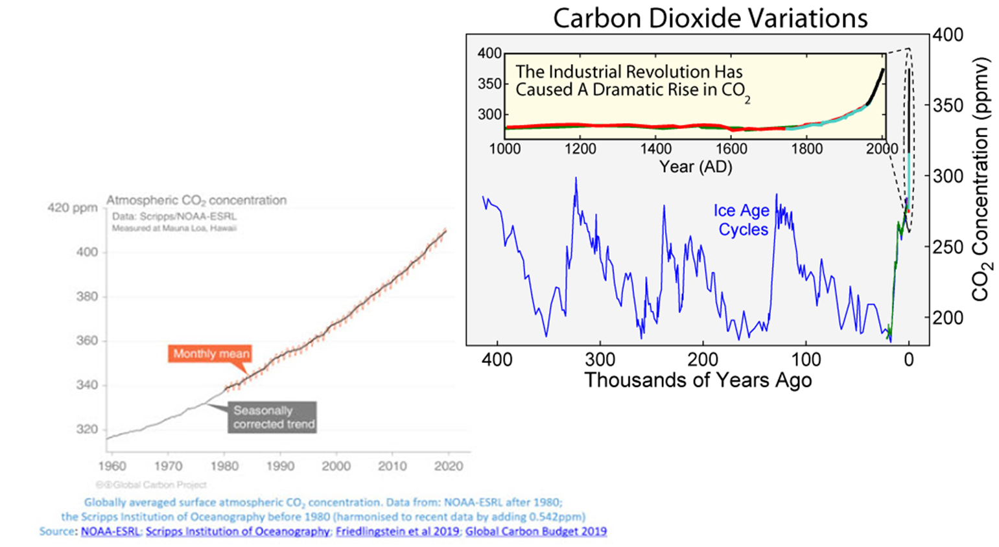 Carbon Dioxide Variations
400
350
300
250
200
CO2 Concentration (ppmv)
400
350
300
The Industrial Revolution Has
Caused A Dramatic Rise in CO2
1000 1200 1400 1600 1800 2000
Year (AD)
Ice Age
Cycles
400 300 200 100 0
Thousands of Years Ago
Atmospheric CO2 concentration
420 ppm
Data: Scripps/NOAA-ESRL
Measured at Mauna Loa, Hawaii
400
380
360
340
320
Monthly mean
Seasonally
corrected trend
1960 1970 1980 1990 2000 2010 2020
Global Carbon Project
Globally averaged surface atmospheric CO2 concentration. Data from: NOAA-ESRL after 1980;
the Scripps Institution of Oceanography before 1980 (harmonised to recent data by adding 0.542ppm)
Source: NOAA-ESRL; Scripps Institution of Oceanography; Friedlingstein et al 2019; Global Carbon Budget 2019